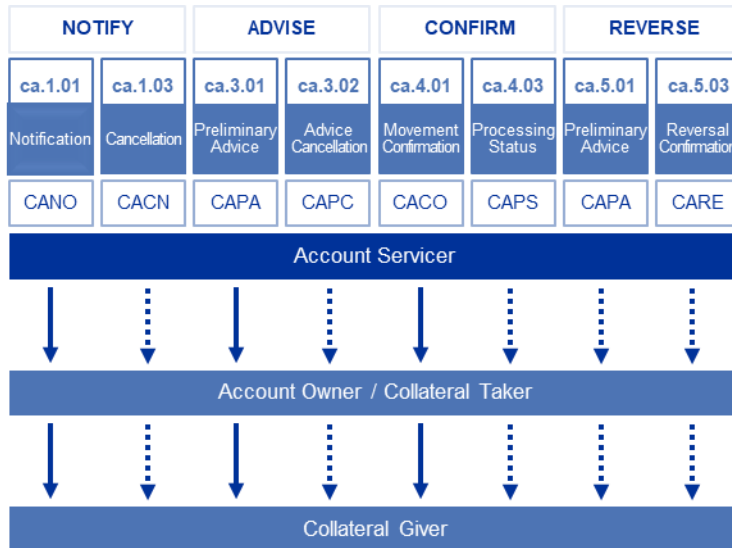 NOTIFY ADVISE CONFIRM REVERSE
ca.1.01 ca.1.03 ca.3.01 ca.3.02 ca.4.01 ca.4.03 ca.5.01 ca.5.03
Notification Cancellation Preliminary Advice Advice Cancellation Movement Confirmation Processing Status Preliminary Advice Reversal Confirmation
CANO CACN CAPA CAPC CACO CAPS CAPA CARE
Account Servicer
Account Owner / Collateral Taker
Collateral Giver